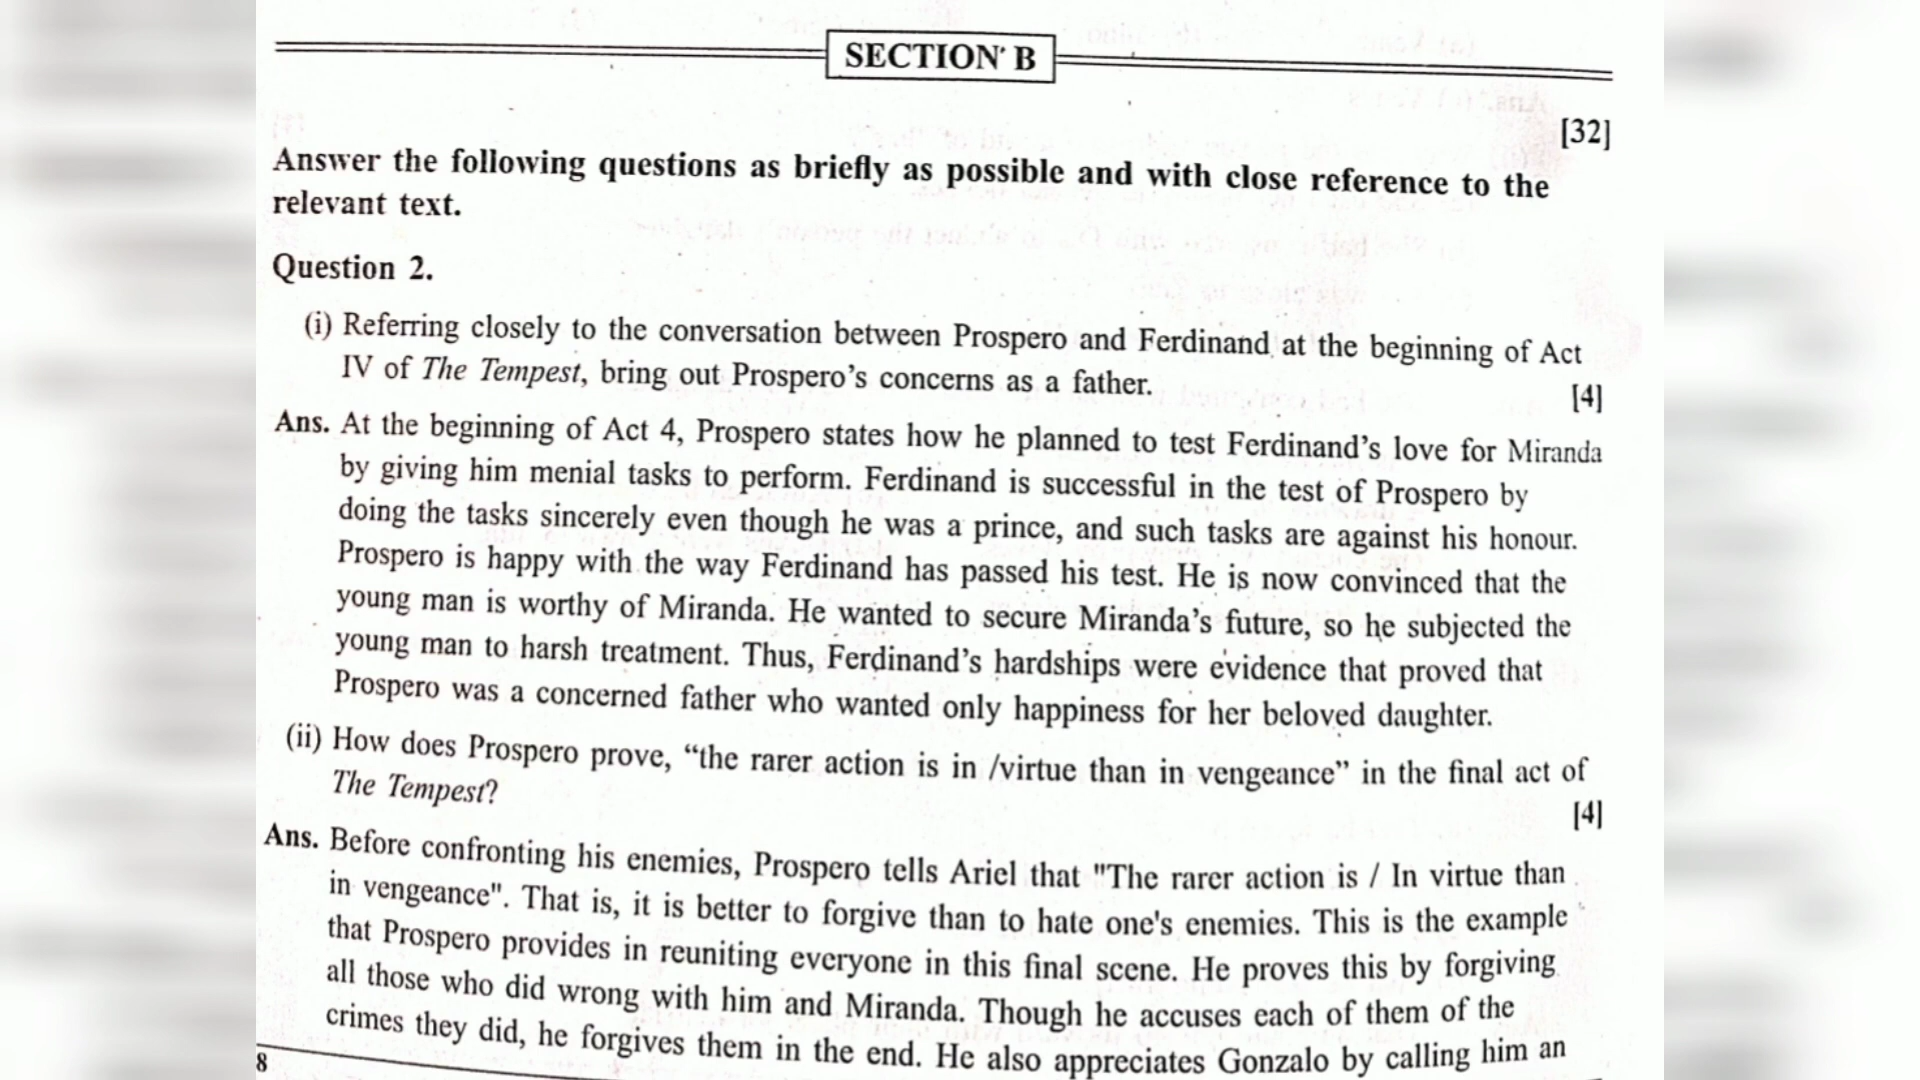 SECTION B
[32]
Answer the following questions as briefly as possible and with close reference to the
relevant text.
Question 2.
(i) Referring closely to the conversation between Prospero and Ferdinand at the beginning of Act
IV of The Tempest, bring out Prospero's concerns as a father.
[4]
Ans. At the beginning of Act 4, Prospero states how he planned to test Ferdinand's love for Miranda
by giving him menial tasks to perform. Ferdinand is successful in the test of Prospero by
doing the tasks sincerely even though he was a prince, and such tasks are against his honour.
Prospero is happy with the way Ferdinand has passed his test. He is now convinced that the
young man is worthy of Miranda. He wanted to secure Miranda's future, so he subjected the
young man to harsh treatment. Thus, Ferdinand's hardships were evidence that proved that
Prospero was a concerned father who wanted only happiness for her beloved daughter.
(ii) How does Prospero prove, “the rarer action is in /virtue than in vengeance” in the final act of
The Tempest?
[4]
Ans. Before confronting his enemies, Prospero tells Ariel that "The rarer action is / In virtue than
in vengeance". That is, it is better to forgive than to hate one's enemies. This is the example
that Prospero provides in reuniting everyone in this final scene. He proves this by forgiving
all those who did wrong with him and Miranda. Though he accuses each of them of the
crimes they did, he forgives them in the end. He also appreciates Gonzalo by calling him an
8